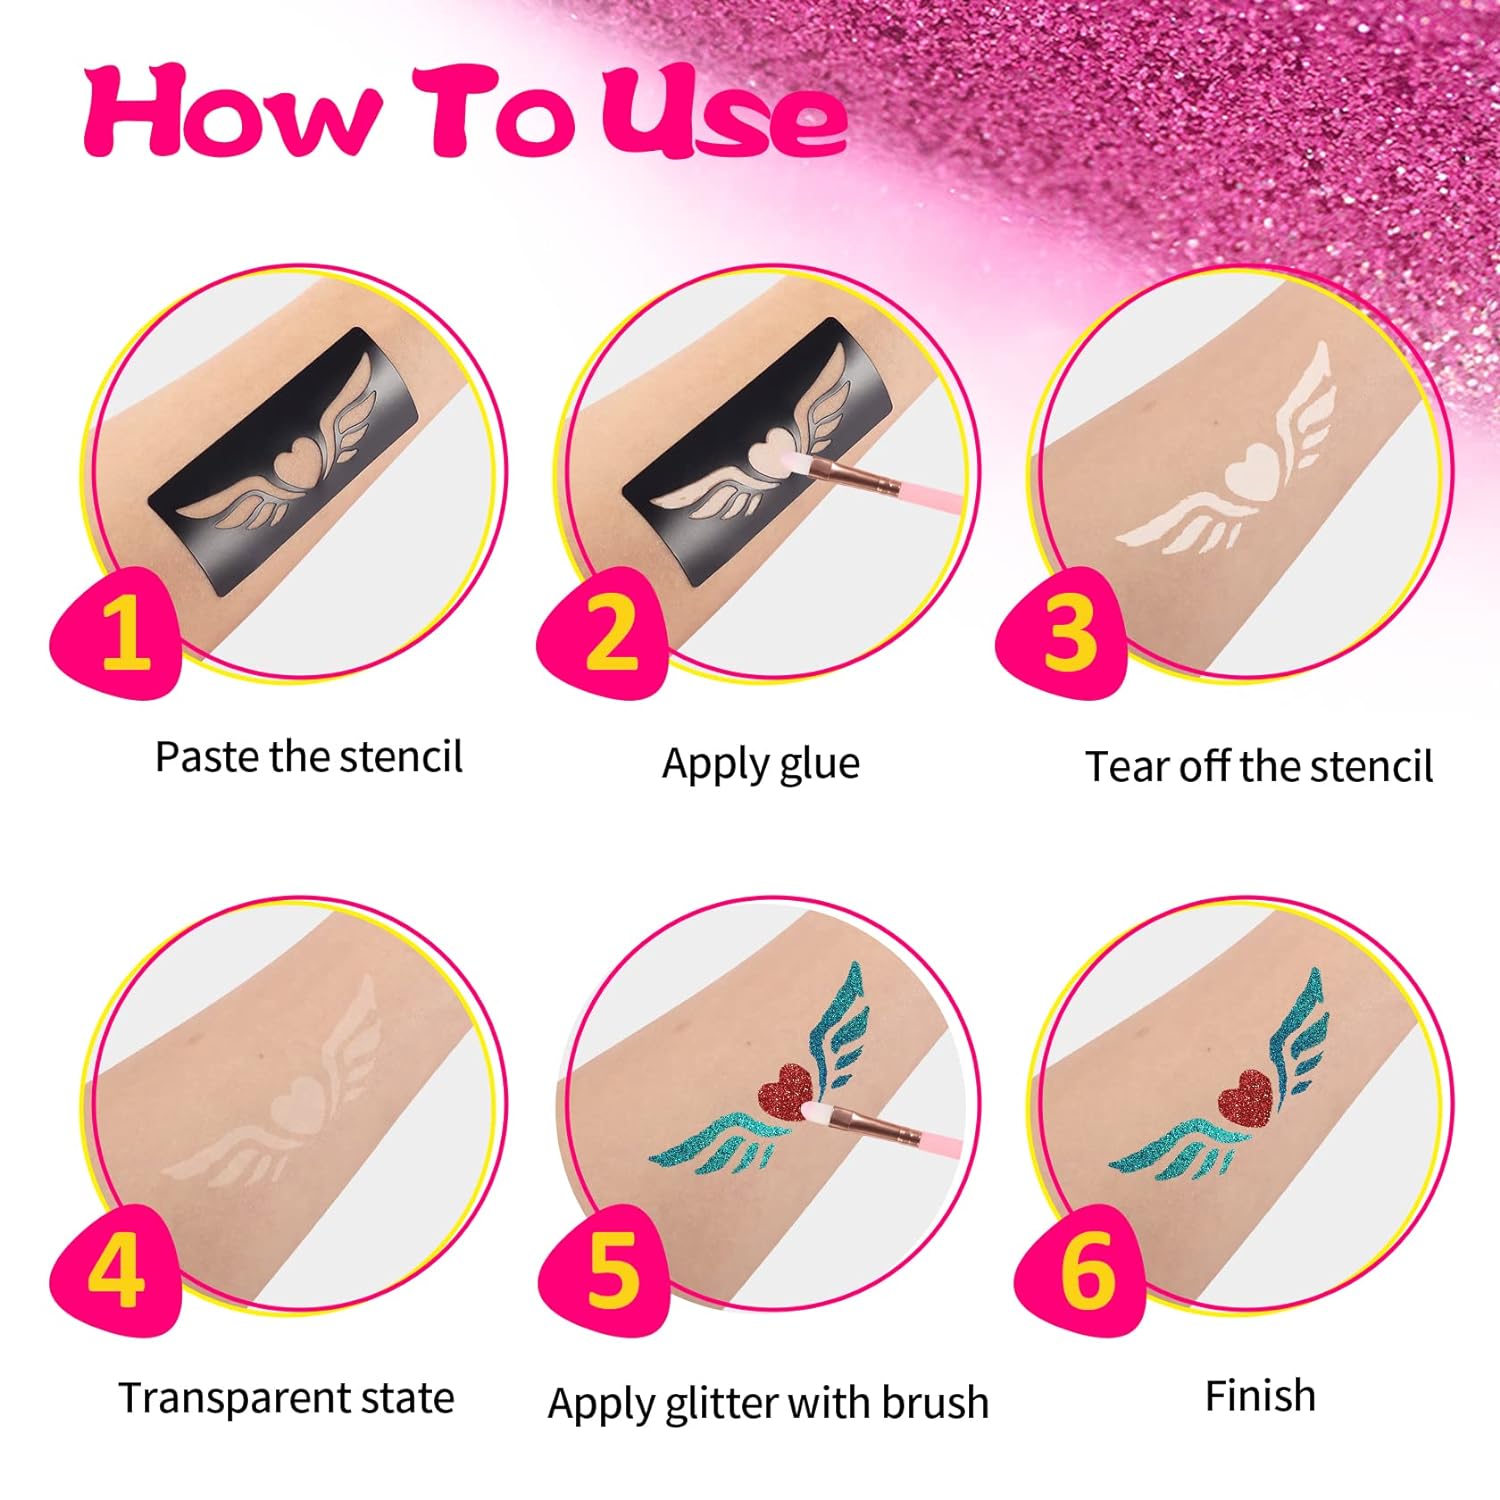 How To Use
1
Paste the stencil
2
Apply glue
3
Tear off the stencil
4
Transparent state
5
Apply glitter with brush
6
Finish